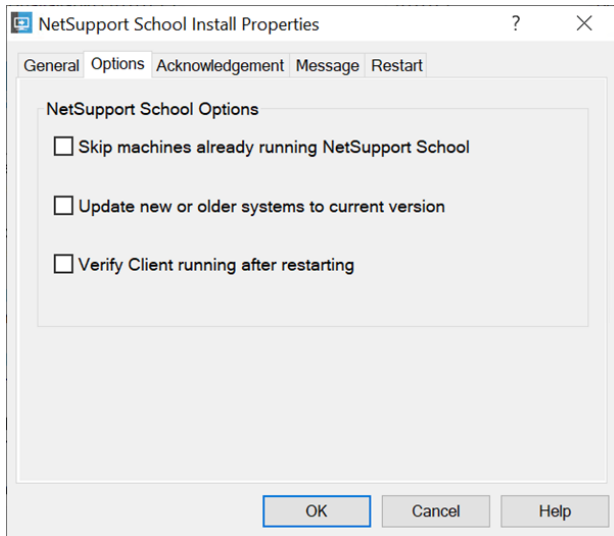 NetSupport School Install Properties
General Options Acknowledgement Message Restart
NetSupport School Options
Skip machines already running NetSupport School
Update new or older systems to current version
Verify Client running after restarting
OK Cancel Help